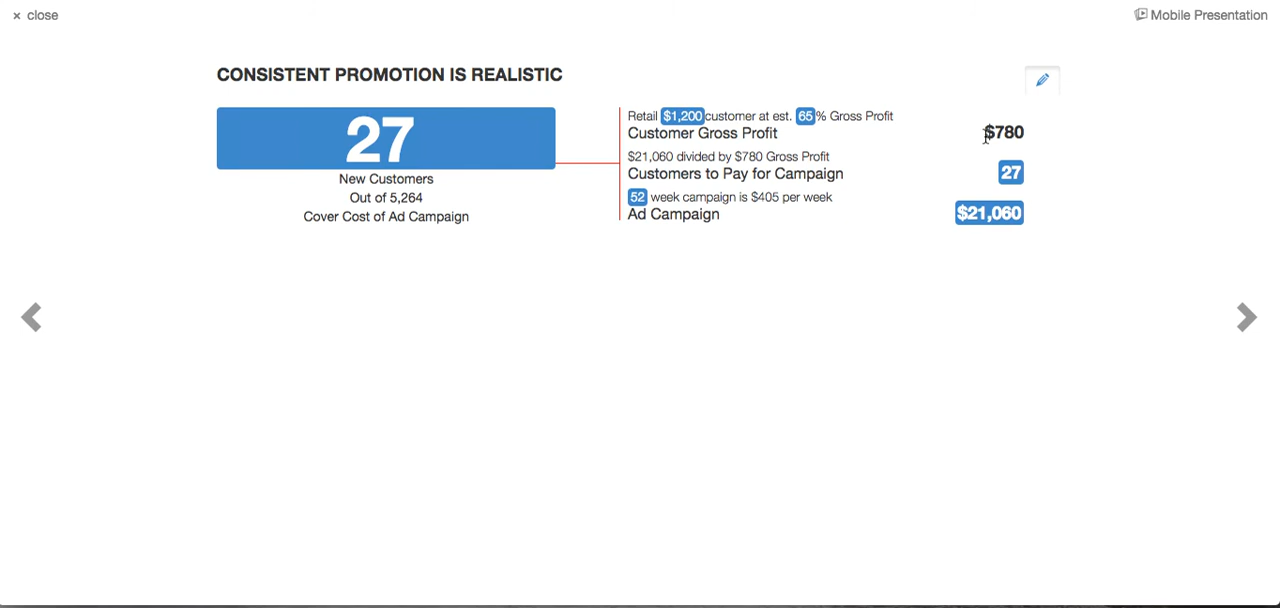 × close
Mobile Presentation
CONSISTENT PROMOTION IS REALISTIC
27
New Customers
Out of 5,264
Cover Cost of Ad Campaign
Retail $1,200 customer at est. 65 % Gross Profit
Customer Gross Profit $780
$21,060 divided by $780 Gross Profit
Customers to Pay for Campaign 27
52 week campaign is $405 per week
Ad Campaign $21,060